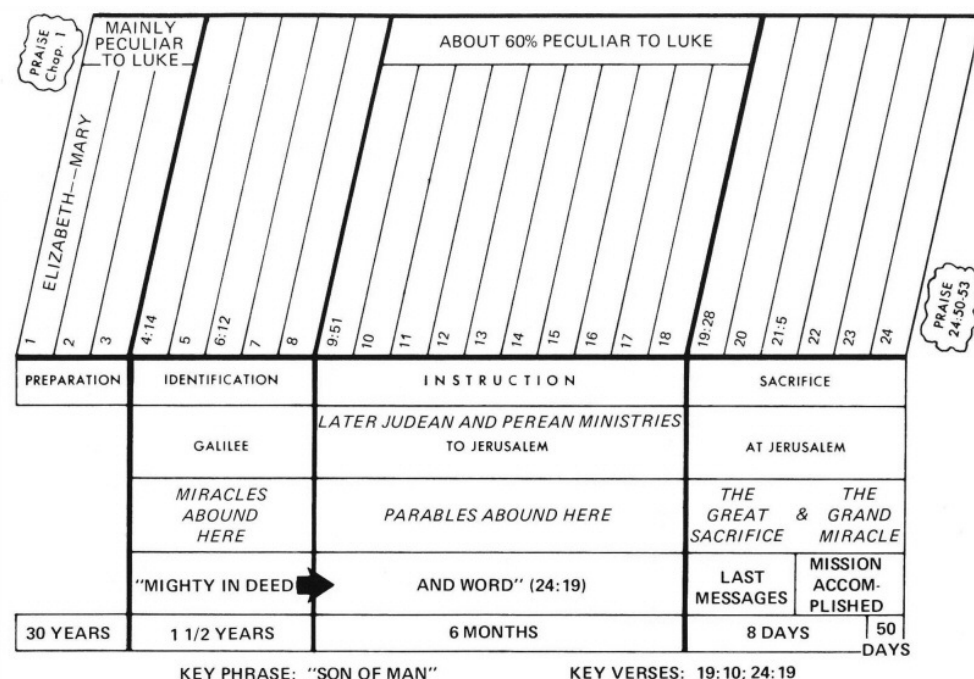 PRAISE
Chap. 1
MAINLY
PECULIAR
TO LUKE
ABOUT 60% PECULIAR TO LUKE
ELIZABETH--MARY
PRAISE
24:50-53
1 2 3 4:14 5 6:12 7 8 9:51 10 11 12 13 14 15 16 17 18 19:28 20 21:5 22 23 24
PREPARATION IDENTIFICATION INSTRUCTION SACRIFICE
GALILEE
LATER JUDEAN AND PEREAN MINISTRIES
TO JERUSALEM
AT JERUSALEM
MIRACLES
ABOUND
HERE
PARABLES ABOUND HERE
THE THE
GREAT & GRAND
SACRIFICE MIRACLE
"MIGHTY IN DEED
AND WORD" (24:19)
LAST
MESSAGES
MISSION
ACCOM-
PLISHED
30 YEARS 1 1/2 YEARS 6 MONTHS 8 DAYS 50
DAYS
KEY PHRASE: "SON OF MAN" KEY VERSES: 19:10; 24:19